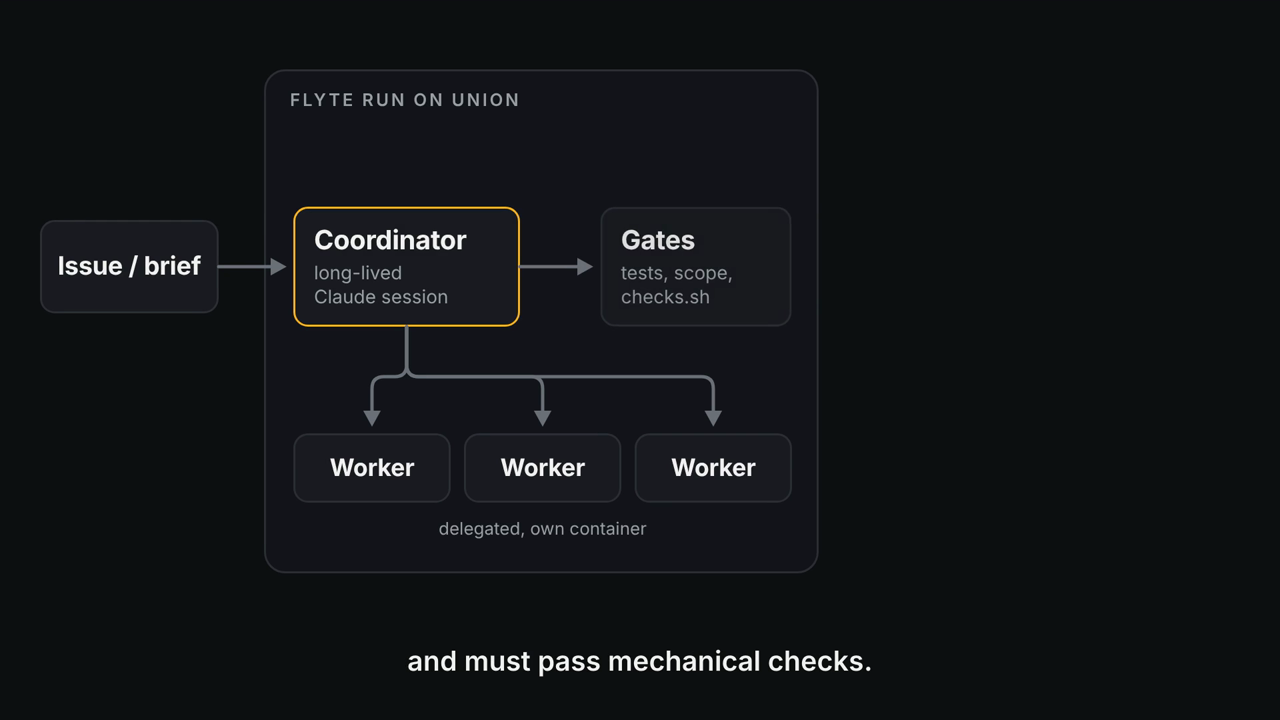 FLYTE RUN ON UNION
Issue / brief
Coordinator
long-lived
Claude session
Gates
tests, scope,
checks.sh
Worker
Worker
Worker
delegated, own container
and must pass mechanical checks.